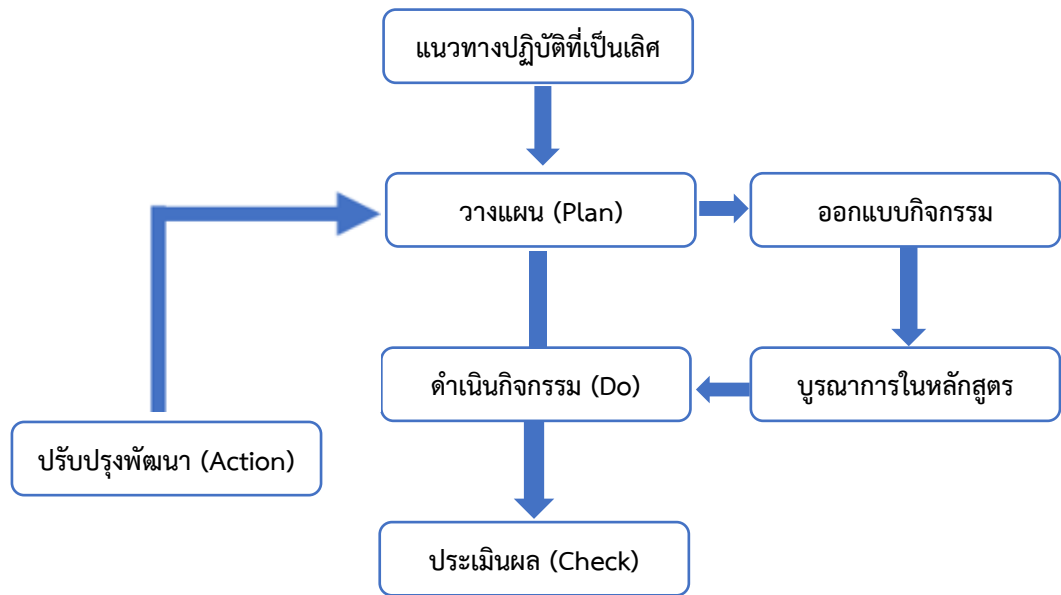 แนวทางปฏิบัติที่เป็นเลิศ
วางแผน (Plan)
ออกแบบกิจกรรม
ดำเนินกิจกรรม (Do)
บูรณาการในหลักสูตร
ปรับปรุงพัฒนา (Action)
ประเมินผล (Check)